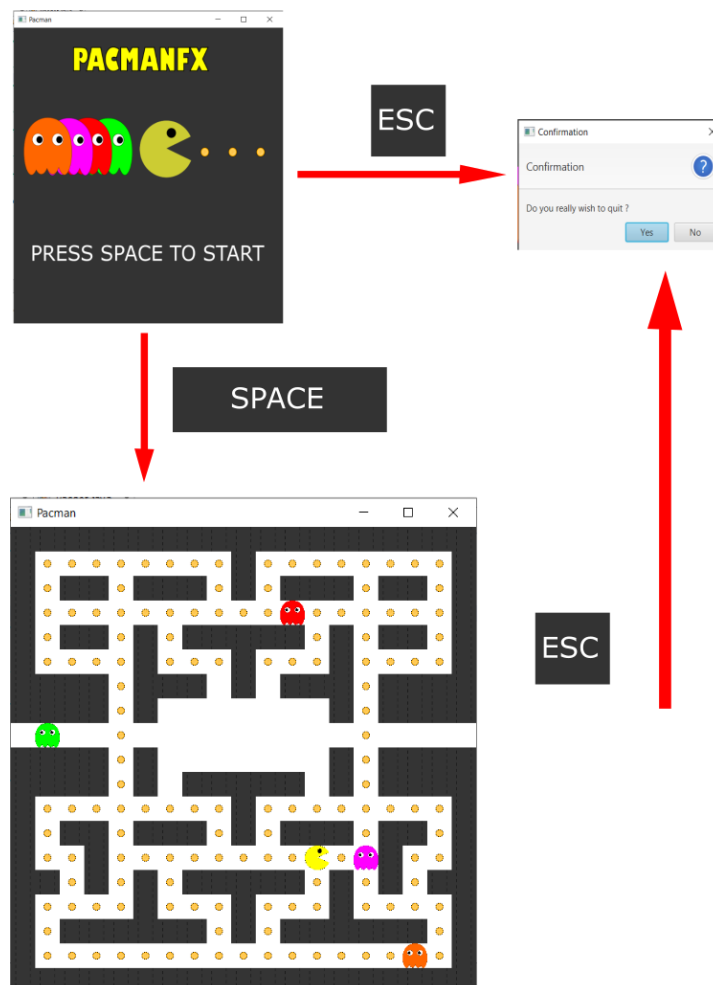 Pacman
PACMANFX
PRESS SPACE TO START
ESC
Confirmation
Confirmation
?
Do you really wish to quit ?
Yes
No
SPACE
Pacman
ESC